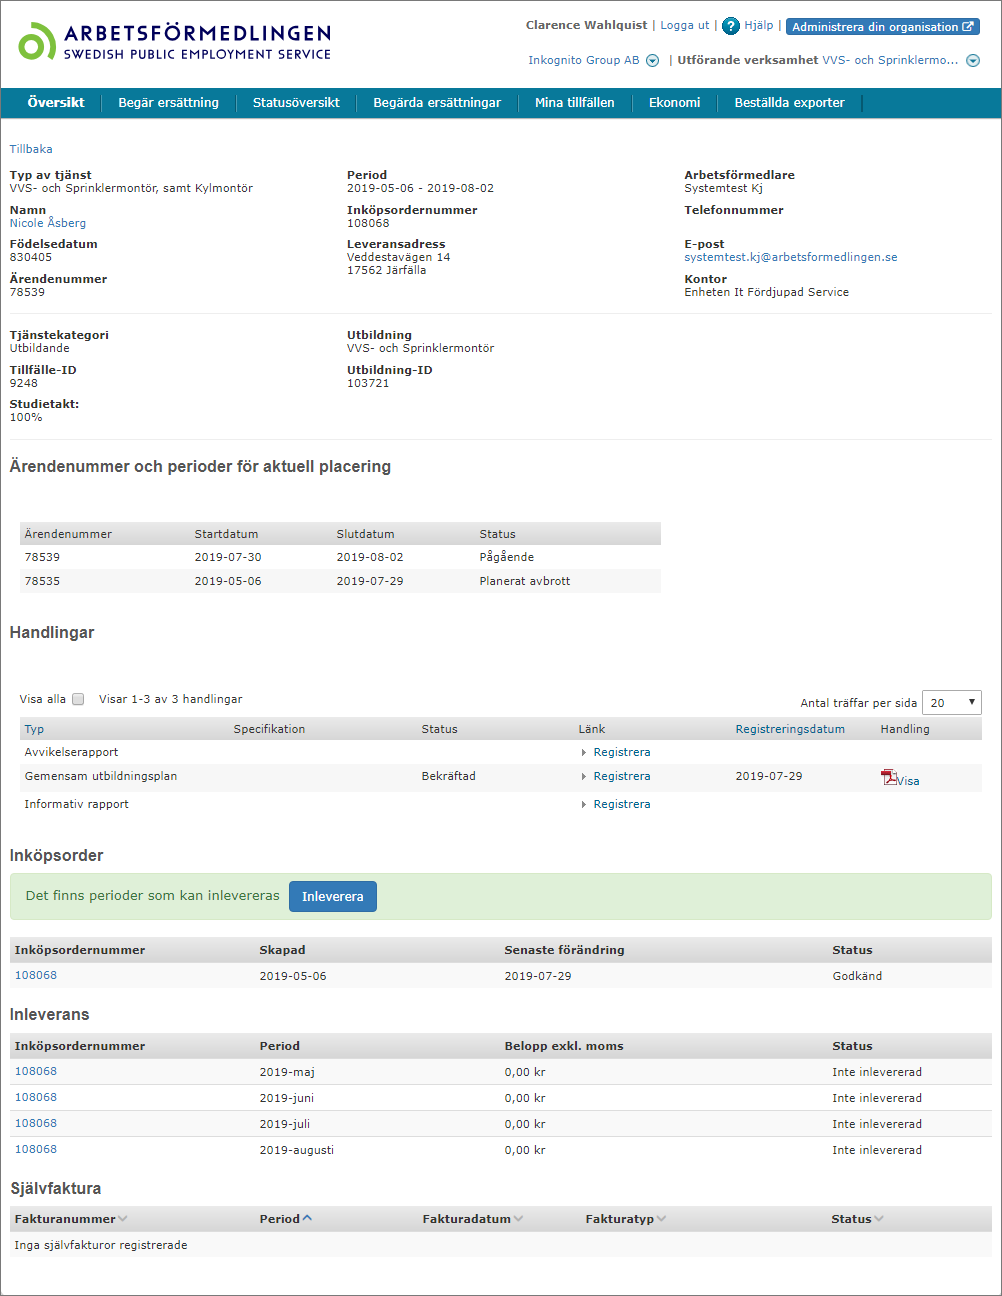 ARBETSFÖRMEDLINGEN
SWEDISH PUBLIC EMPLOYMENT SERVICE
Clarence Wahlquist | Logga ut | ? Hjälp | Administrera din organisation
Inkognito Group AB | Utförande verksamhet VVS- och Sprinklermo...
Översikt Begär ersättning Statusöversikt Begärda ersättningar Mina tillfällen Ekonomi Beställda exporter
Tillbaka
Typ av tjänst Period Arbetsförmedlare
VVS- och Sprinklermontör, samt Kylmontör 2019-05-06 - 2019-08-02 Systemtest Kj
Namn Inköpsordernummer Telefonnummer
Nicole Åsberg 108068
Födelsedatum Leveransadress E-post
830405 Veddestavägen 14 systemtest.kj@arbetsformedlingen.se
17562 Järfälla
Ärendenummer Kontor
78539 Enheten It Fördjupad Service
Tjänstekategori Utbildning
Utbildande VVS- och Sprinklermontör
Tillfälle-ID Utbildning-ID
9248 103721
Studietakt:
100%
Ärendenummer och perioder för aktuell placering
Ärendenummer Startdatum Slutdatum Status
78539 2019-07-30 2019-08-02 Pågående
78535 2019-05-06 2019-07-29 Planerat avbrott
Handlingar
Visa alla Visar 1-3 av 3 handlingar Antal träffar per sida 20
Typ Specifikation Status Länk Registreringsdatum Handling
Avvikelserapport Registrera
Gemensam utbildningsplan Bekräftad Registrera 2019-07-29 Visa
Informativ rapport Registrera
Inköpsorder
Det finns perioder som kan inlevereras Inleverera
Inköpsordernummer Skapad Senaste förändring Status
108068 2019-05-06 2019-07-29 Godkänd
Inleverans
Inköpsordernummer Period Belopp exkl. moms Status
108068 2019-maj 0,00 kr Inte inlevererad
108068 2019-juni 0,00 kr Inte inlevererad
108068 2019-juli 0,00 kr Inte inlevererad
108068 2019-augusti 0,00 kr Inte inlevererad
Självfaktura
Fakturanummer Period Fakturadatum Fakturatyp Status
Inga självfakturor registrerade